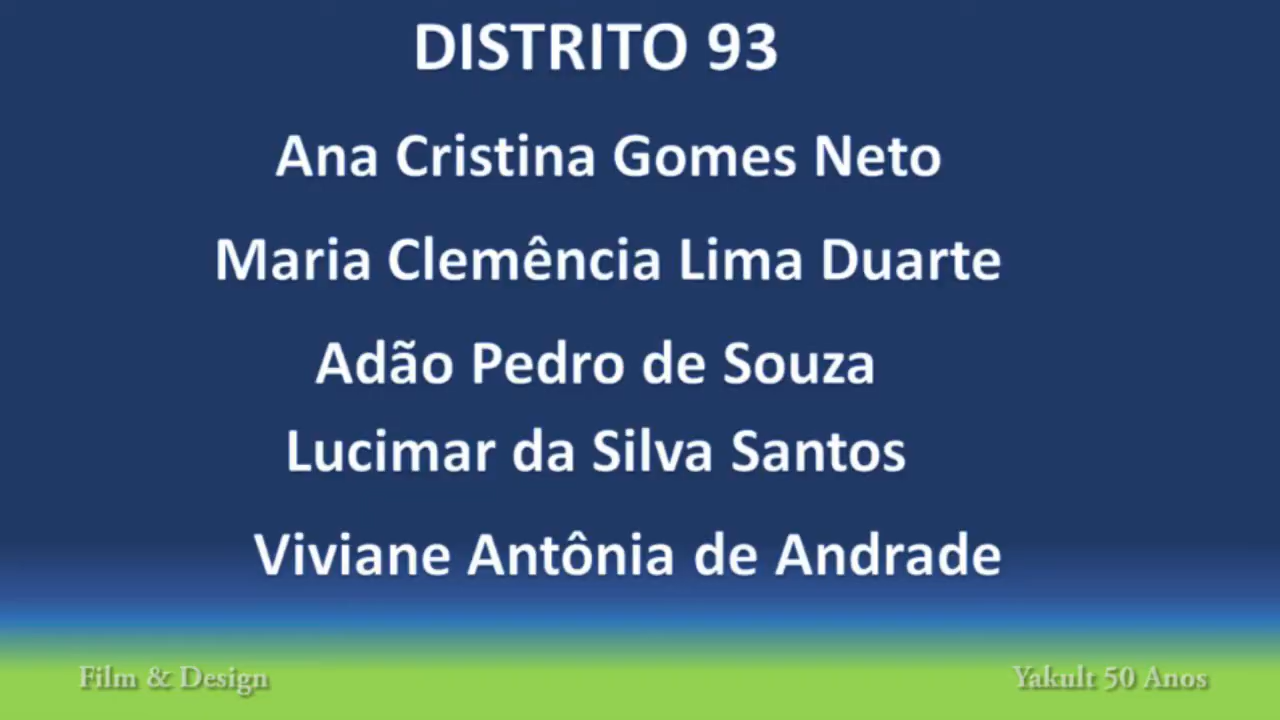 DISTRITO 93
Ana Cristina Gomes Neto
Maria Clemência Lima Duarte
Adão Pedro de Souza
Lucimar da Silva Santos
Viviane Antônia de Andrade
Film & Design
Yakult 50 Anos